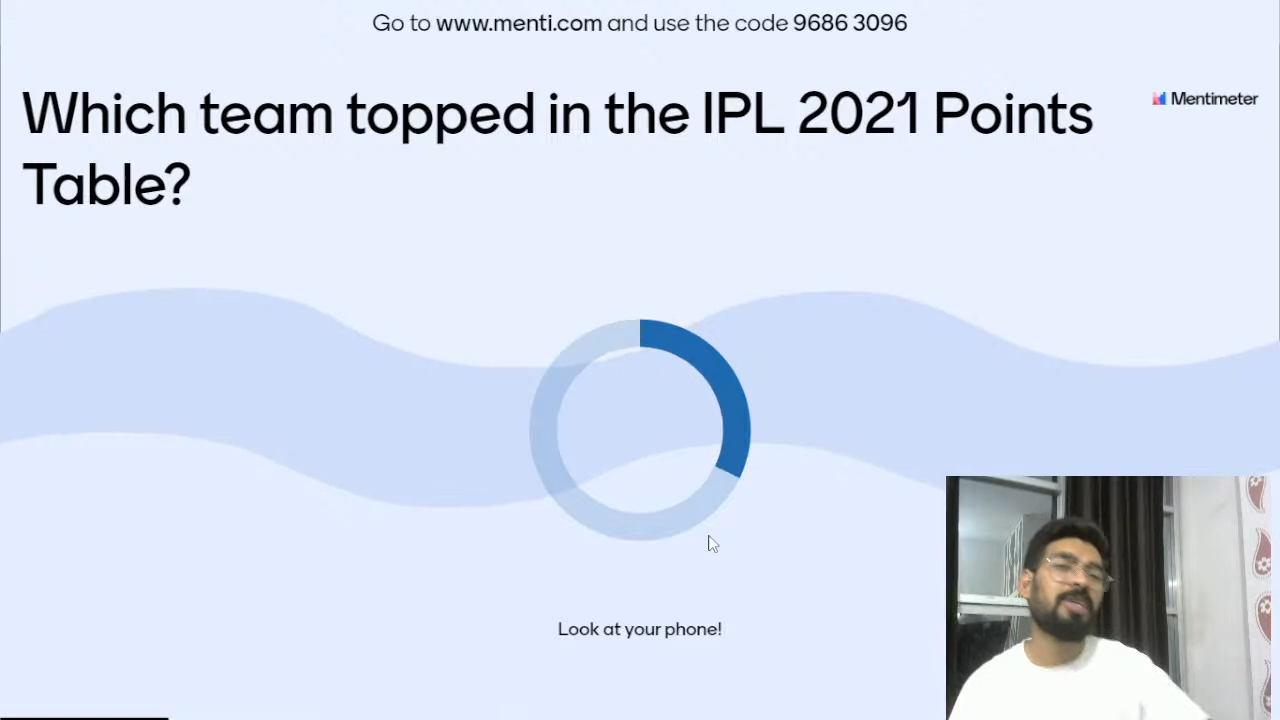 Go to www.menti.com and use the code 9686 3096
Which team topped in the IPL 2021 Points
Table?
Mentimeter
Look at your phone!